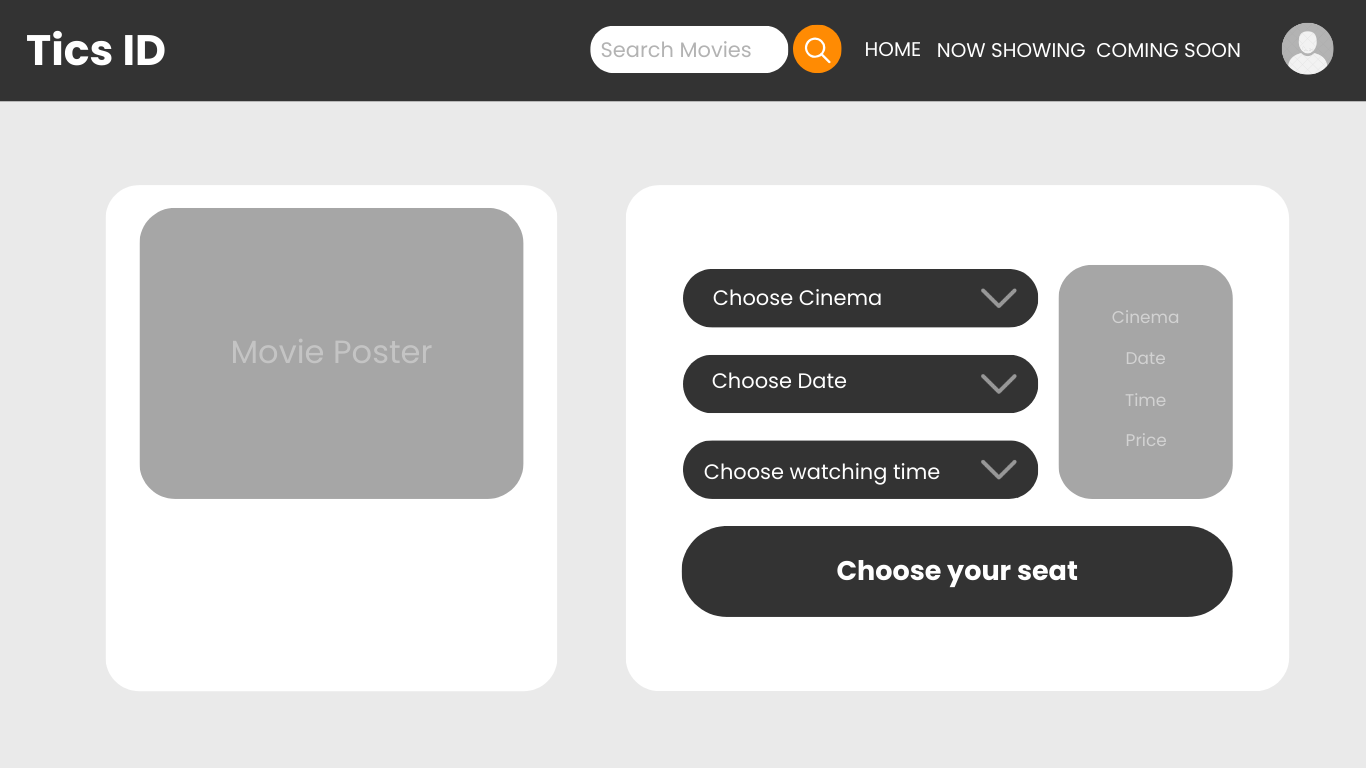 Tics ID
Search Movies
HOME
NOW SHOWING
COMING SOON
Movie Poster
Choose Cinema
Choose Date
Choose watching time
Cinema
Date
Time
Price
Choose your seat